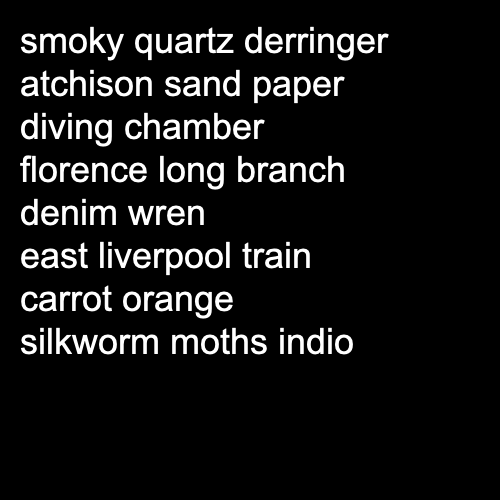 smoky quartz derringer
atchison sand paper
diving chamber
florence long branch
denim wren
east liverpool train
carrot orange
silkworm moths indio